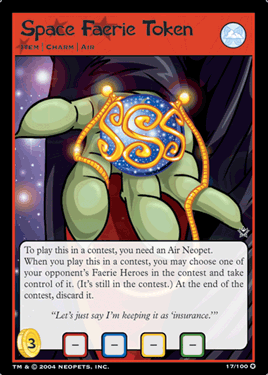 Space Faerie Token
Item | Charm | Air
SSS
To play this in a contest, you need an Air Neopet.
When you play this in a contest, you may choose one
of your opponent's Faerie Heroes in the contest and take
control of it. (It's still in the contest.) At the end of the
contest, discard it.
"Let's just say I'm keeping it as 'insurance.'"
3
– – – –
TM & © 2004 NEOPETS, INC.
17/100